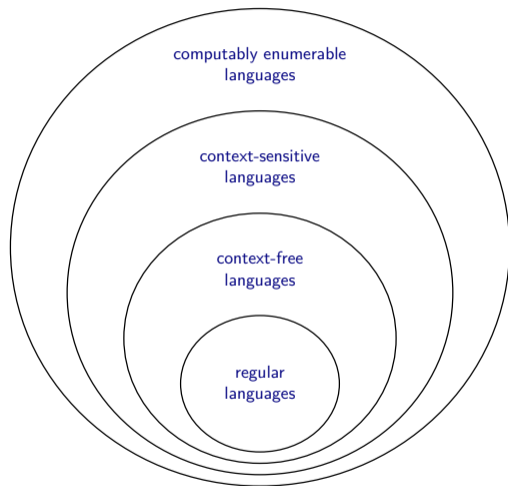 computably enumerable
languages
context-sensitive
languages
context-free
languages
regular
languages